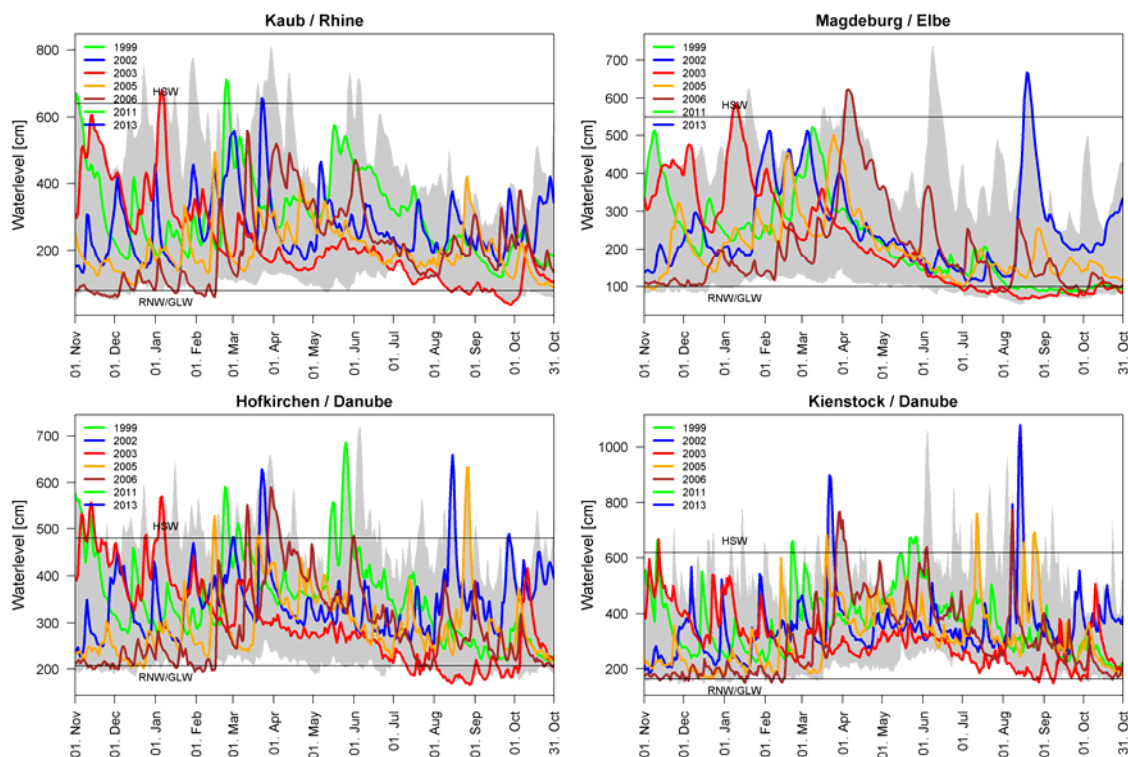 Kaub / Rhine
Waterlevel [cm]
800
600
400
200
1999
2002
2003
2005
2006
2011
2013
HSW
RNW/GLW
01. Nov
01. Dec
01. Jan
01. Feb
01. Mar
01. Apr
01. May
01. Jun
01. Jul
01. Aug
01. Sep
01. Oct
31. Oct
Magdeburg / Elbe
Waterlevel [cm]
700
600
500
400
300
200
100
1999
2002
2003
2005
2006
2011
2013
HSW
RNW/GLW
01. Nov
01. Dec
01. Jan
01. Feb
01. Mar
01. Apr
01. May
01. Jun
01. Jul
01. Aug
01. Sep
01. Oct
31. Oct
Hofkirchen / Danube
Waterlevel [cm]
700
600
500
400
300
200
1999
2002
2003
2005
2006
2011
2013
HSW
RNW/GLW
01. Nov
01. Dec
01. Jan
01. Feb
01. Mar
01. Apr
01. May
01. Jun
01. Jul
01. Aug
01. Sep
01. Oct
31. Oct
Kienstock / Danube
Waterlevel [cm]
1000
800
600
400
200
1999
2002
2003
2005
2006
2011
2013
HSW
RNW/GLW
01. Nov
01. Dec
01. Jan
01. Feb
01. Mar
01. Apr
01. May
01. Jun
01. Jul
01. Aug
01. Sep
01. Oct
31. Oct